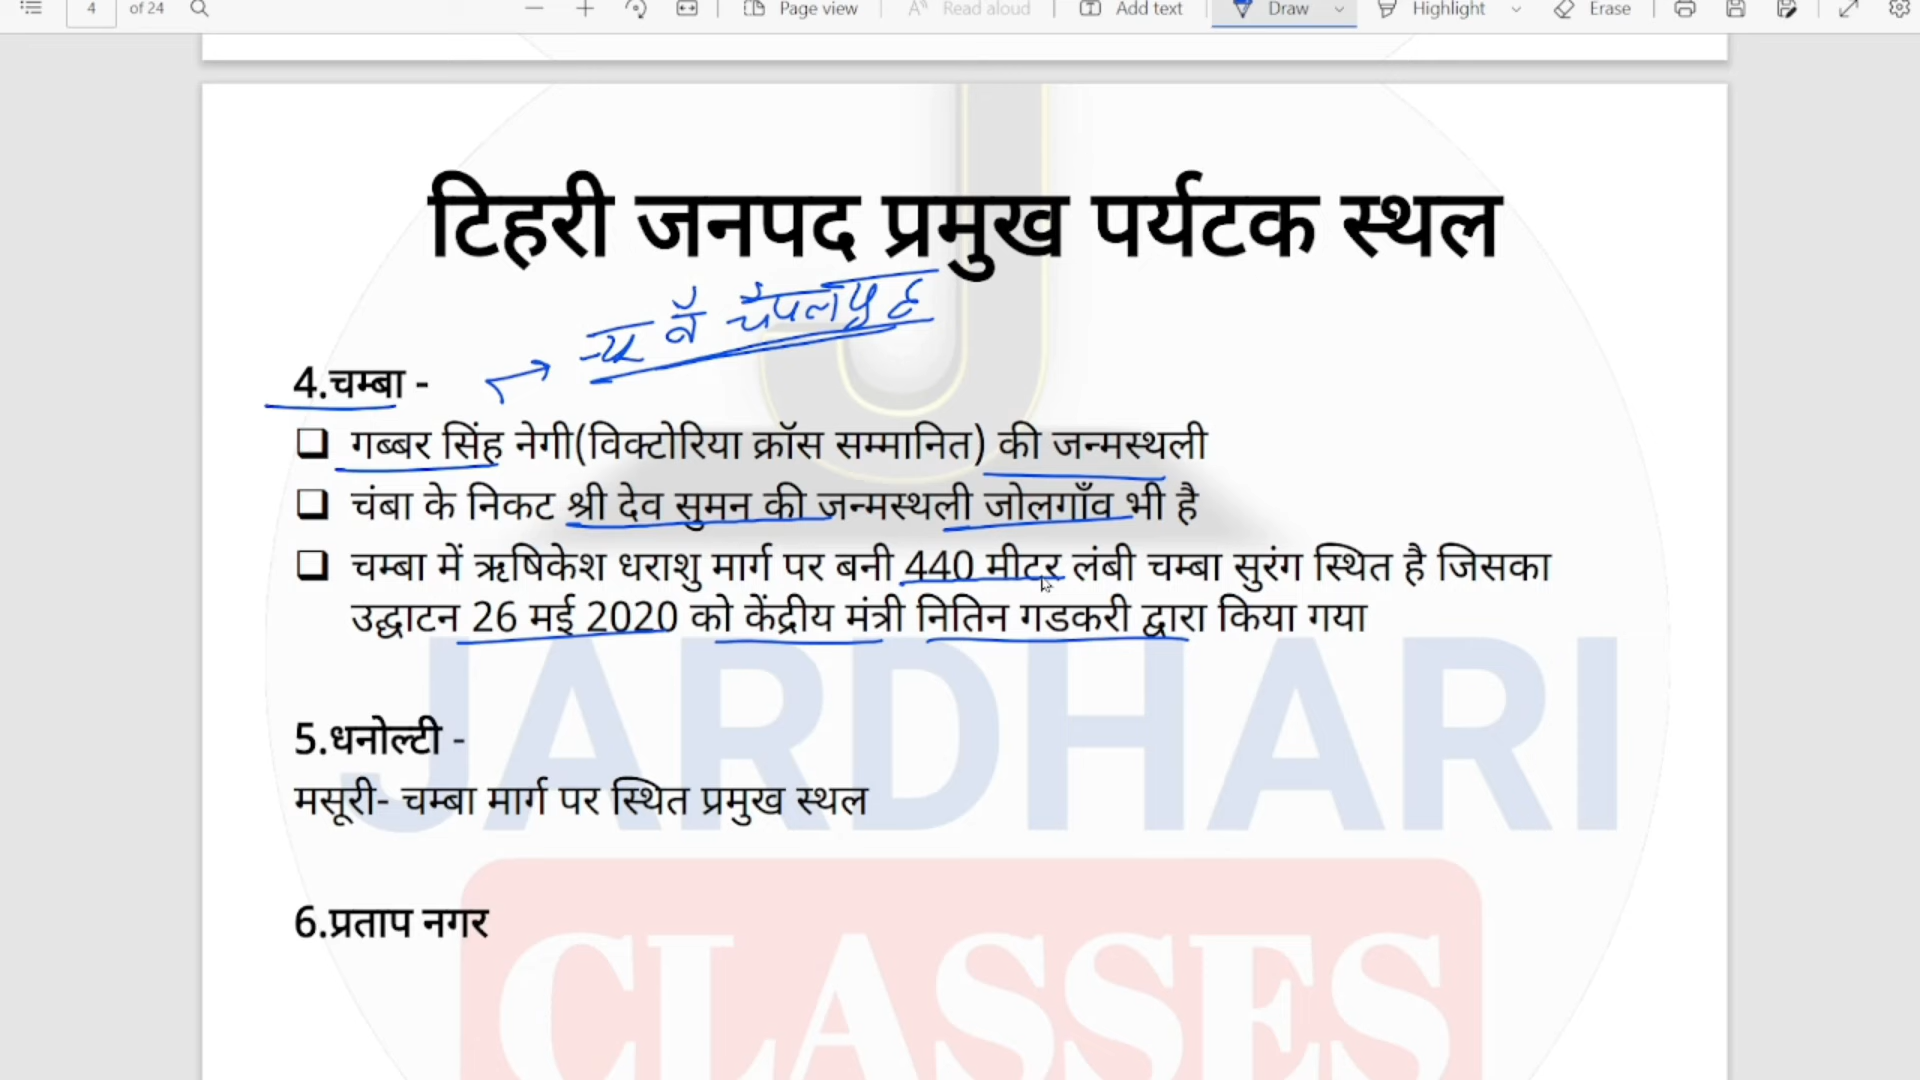 4 of 24 Page view Read aloud Add text Draw Highlight Erase
टिहरी जनपद प्रमुख पर्यटक स्थल
4.चम्बा -
गब्बर सिंह नेगी(विक्टोरिया क्रॉस सम्मानित) की जन्मस्थली
चंबा के निकट श्री देव सुमन की जन्मस्थली जोलगाँव भी है
चम्बा में ऋषिकेश धराशु मार्ग पर बनी 440 मीटर लंबी चम्बा सुरंग स्थित है जिसका
उद्घाटन 26 मई 2020 को केंद्रीय मंत्री नितिन गडकरी द्वारा किया गया
5.धनोल्टी -
मसूरी- चम्बा मार्ग पर स्थित प्रमुख स्थल
6.प्रताप नगर
JARDHARI
CLASSES